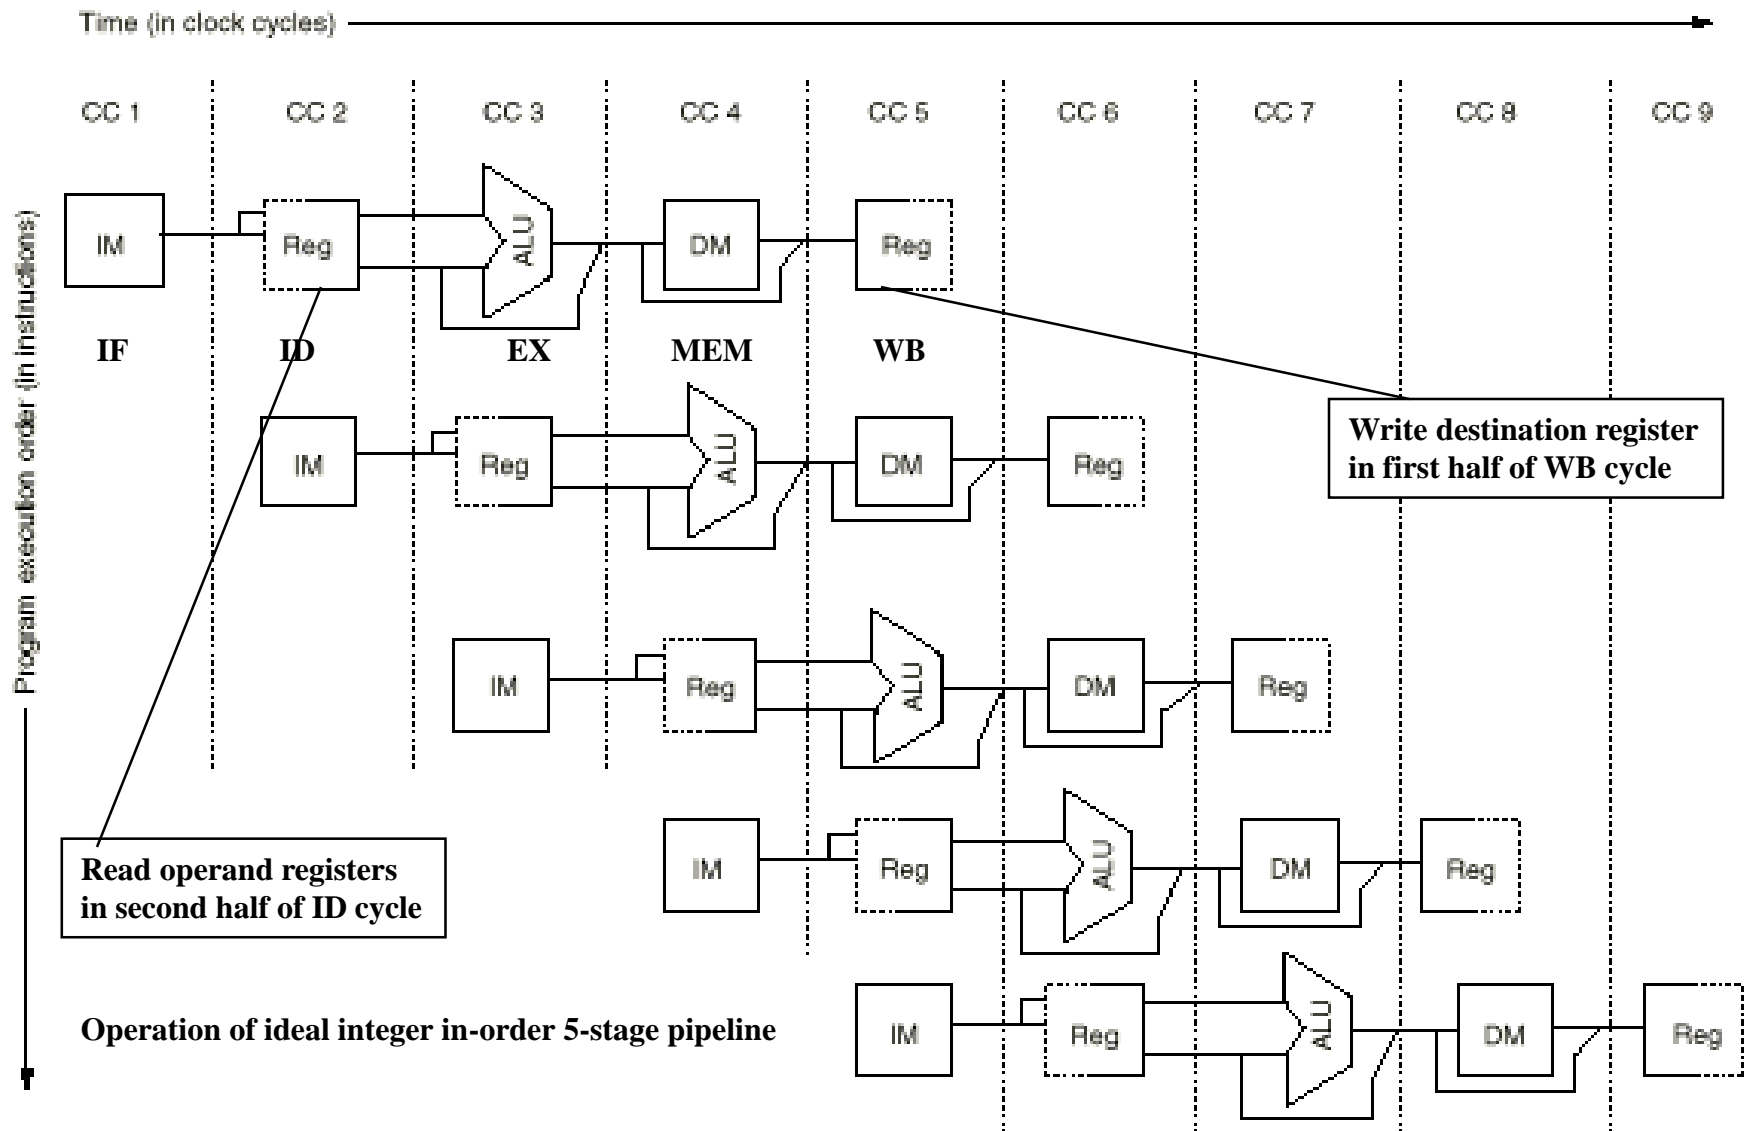 Time (in clock cycles)
CC 1 CC 2 CC 3 CC 4 CC 5 CC 6 CC 7 CC 8 CC 9
Program execution order (in instructions)
IM Reg ALU DM Reg
IF ID EX MEM WB
IM Reg ALU DM Reg
Write destination register
in first half of WB cycle
IM Reg ALU DM Reg
IM Reg ALU DM Reg
Read operand registers
in second half of ID cycle
IM Reg ALU DM Reg
Operation of ideal integer in-order 5-stage pipeline